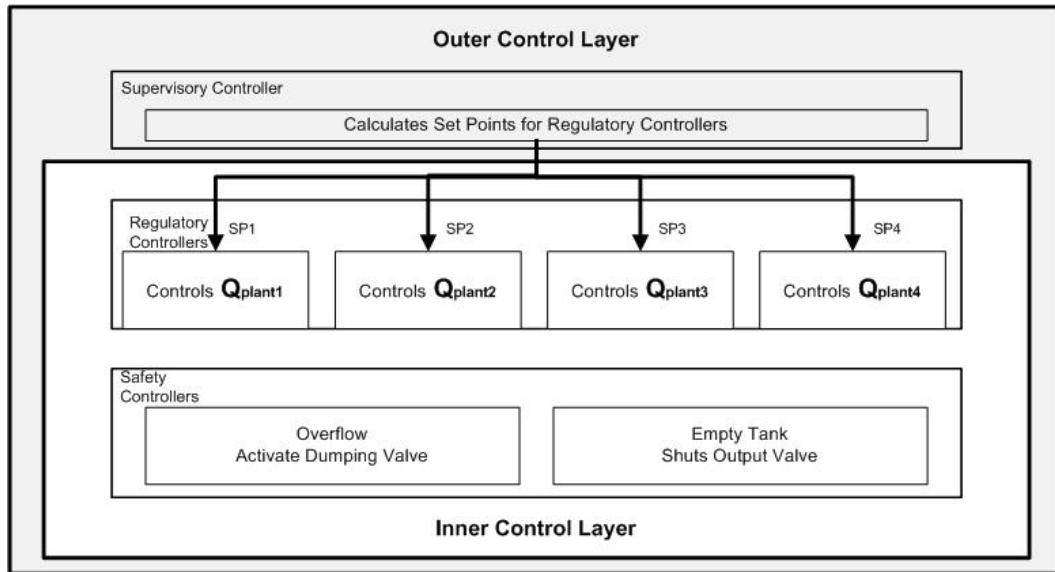 Outer Control Layer
Supervisory Controller
Calculates Set Points for Regulatory Controllers
Regulatory
Controllers
SP1
SP2
SP3
SP4
Controls Qplant1
Controls Qplant2
Controls Qplant3
Controls Qplant4
Safety
Controllers
Overflow
Activate Dumping Valve
Empty Tank
Shuts Output Valve
Inner Control Layer